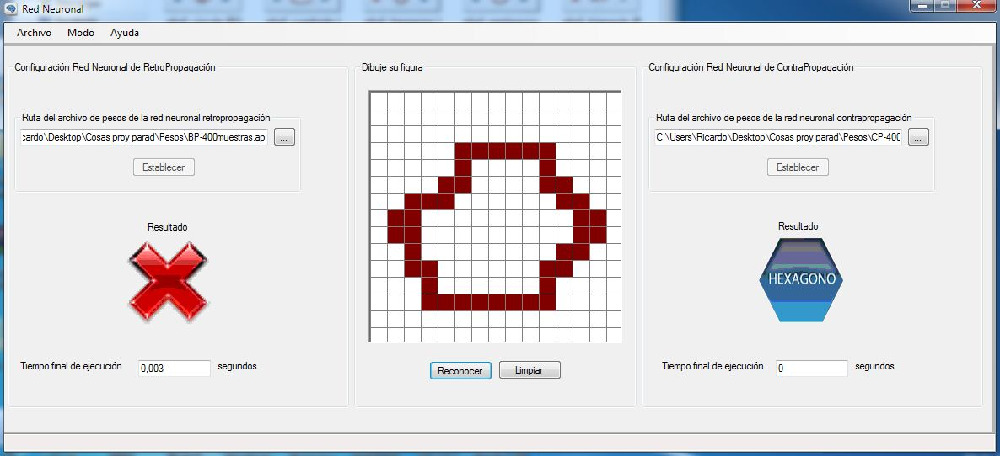 Red Neuronal
Archivo Modo Ayuda
Configuración Red Neuronal de RetroPropagación
Ruta del archivo de pesos de la red neuronal retropropagación
cardo\Desktop\Cosas proy parad\Pesos\BP-400muestras.ap
...
Establecer
Resultado
Tiempo final de ejecución 0,003 segundos
Dibuje su figura
Reconocer Limpiar
Configuración Red Neuronal de ContraPropagación
Ruta del archivo de pesos de la red neuronal contrapropagación
C:\Users\Ricardo\Desktop\Cosas proy parad\Pesos\CP-400
...
Establecer
Resultado
HEXAGONO
Tiempo final de ejecución 0 segundos